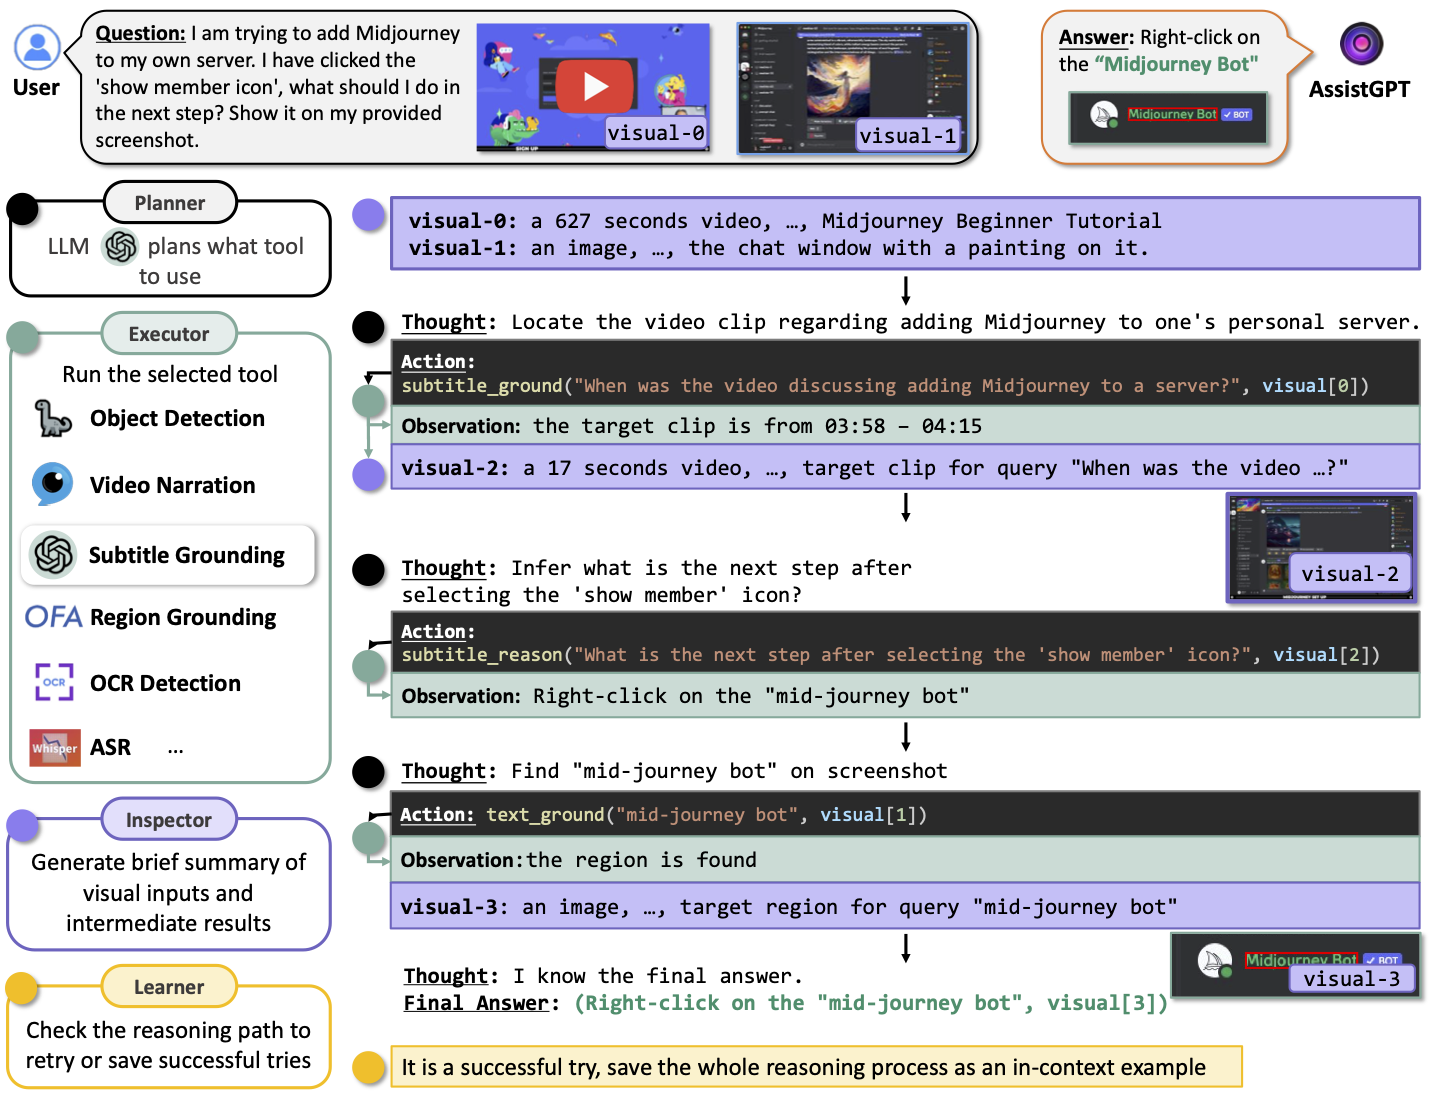 Question: I am trying to add Midjourney
to my own server. I have clicked the
'show member icon', what should I do in
the next step? Show it on my provided
screenshot.
User
SIGN UP
visual-0
visual-1
Answer: Right-click on
the “Midjourney Bot"
Midjourney Bot ✓ BOT
AssistGPT
Planner
LLM plans what tool
to use
Executor
Run the selected tool
Object Detection
Video Narration
Subtitle Grounding
OFA Region Grounding
OCR OCR Detection
Whisper ASR ...
Inspector
Generate brief summary of
visual inputs and
intermediate results
Learner
Check the reasoning path to
retry or save successful tries
visual-0: a 627 seconds video, …, Midjourney Beginner Tutorial
visual-1: an image, …, the chat window with a painting on it.
Thought: Locate the video clip regarding adding Midjourney to one's personal server.
Action:
subtitle_ground("When was the video discussing adding Midjourney to a server?", visual[0])
Observation: the target clip is from 03:58 – 04:15
visual-2: a 17 seconds video, …, target clip for query "When was the video …?"
visual-2
MIDJOURNEY SET UP
Thought: Infer what is the next step after
selecting the 'show member' icon?
Action:
subtitle_reason("What is the next step after selecting the 'show member' icon?", visual[2])
Observation: Right-click on the "mid-journey bot"
Thought: Find "mid-journey bot" on screenshot
Action: text_ground("mid-journey bot", visual[1])
Observation:the region is found
visual-3: an image, …, target region for query "mid-journey bot"
Midjourney Bot ✓ BOT
visual-3
Thought: I know the final answer.
Final Answer: (Right-click on the "mid-journey bot", visual[3])
It is a successful try, save the whole reasoning process as an in-context example